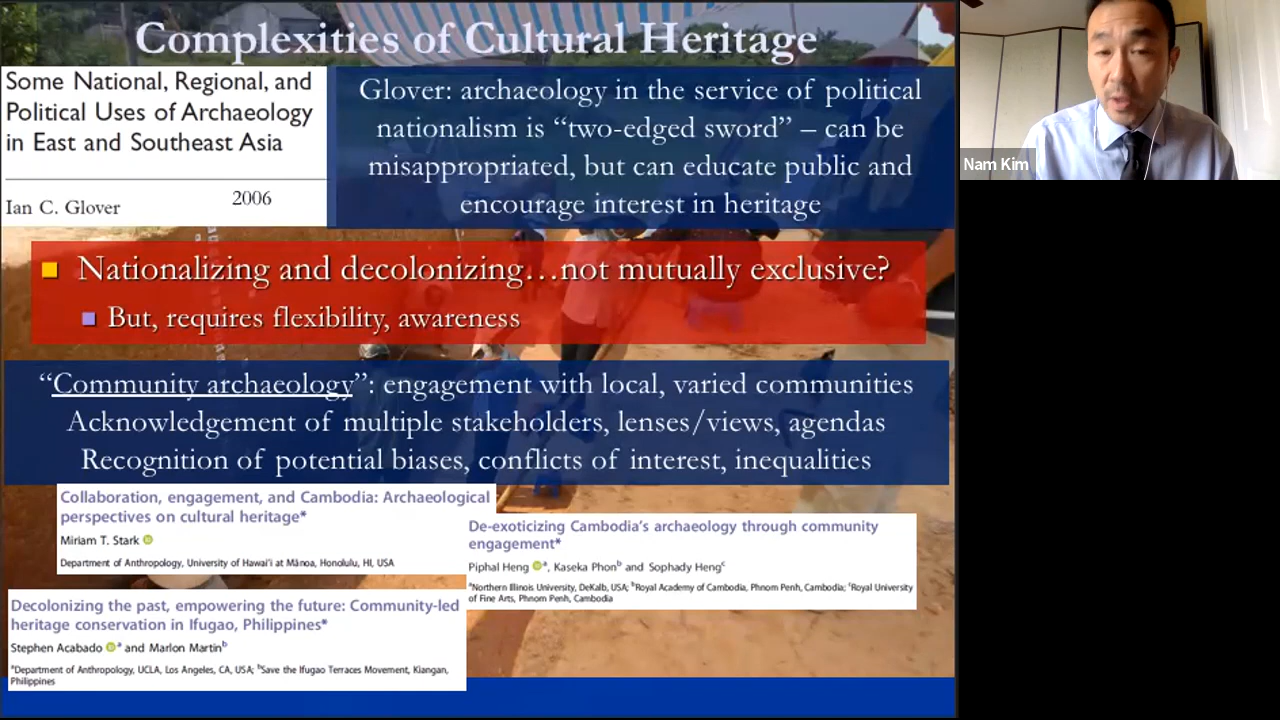 Complexities of Cultural Heritage
Some National, Regional, and
Political Uses of Archaeology
in East and Southeast Asia
Ian C. Glover
2006
Glover: archaeology in the service of political
nationalism is “two-edged sword” – can be
misappropriated, but can educate public and
encourage interest in heritage
Nationalizing and decolonizing…not mutually exclusive?
But, requires flexibility, awareness
“Community archaeology”: engagement with local, varied communities
Acknowledgement of multiple stakeholders, lenses/views, agendas
Recognition of potential biases, conflicts of interest, inequalities
Collaboration, engagement, and Cambodia: Archaeological
perspectives on cultural heritage*
Miriam T. Stark
Department of Anthropology, University of Hawai'i at Mānoa, Honolulu, HI, USA
De-exoticizing Cambodia's archaeology through community
engagement*
Piphal Heng a, Kaseka Phon b and Sophady Heng c
aNorthern Illinois University, DeKalb, USA; bRoyal Academy of Cambodia, Phnom Penh, Cambodia; cRoyal University
of Fine Arts, Phnom Penh, Cambodia
Decolonizing the past, empowering the future: Community-led
heritage conservation in Ifugao, Philippines*
Stephen Acabado a and Marlon Martin b
aDepartment of Anthropology, UCLA, Los Angeles, CA, USA; bSave the Ifugao Terraces Movement, Kiangan,
Philippines
Nam Kim